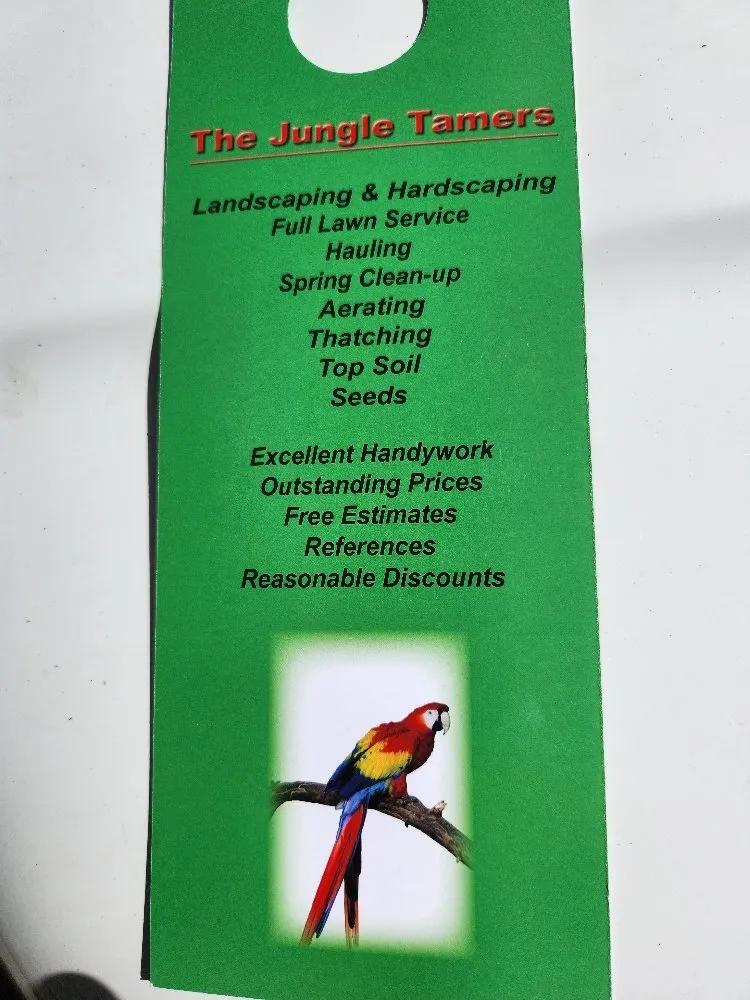 The Jungle Tamers
Landscaping & Hardscaping
Full Lawn Service
Hauling
Spring Clean-up
Aerating
Thatching
Top Soil
Seeds
Excellent Handywork
Outstanding Prices
Free Estimates
References
Reasonable Discounts